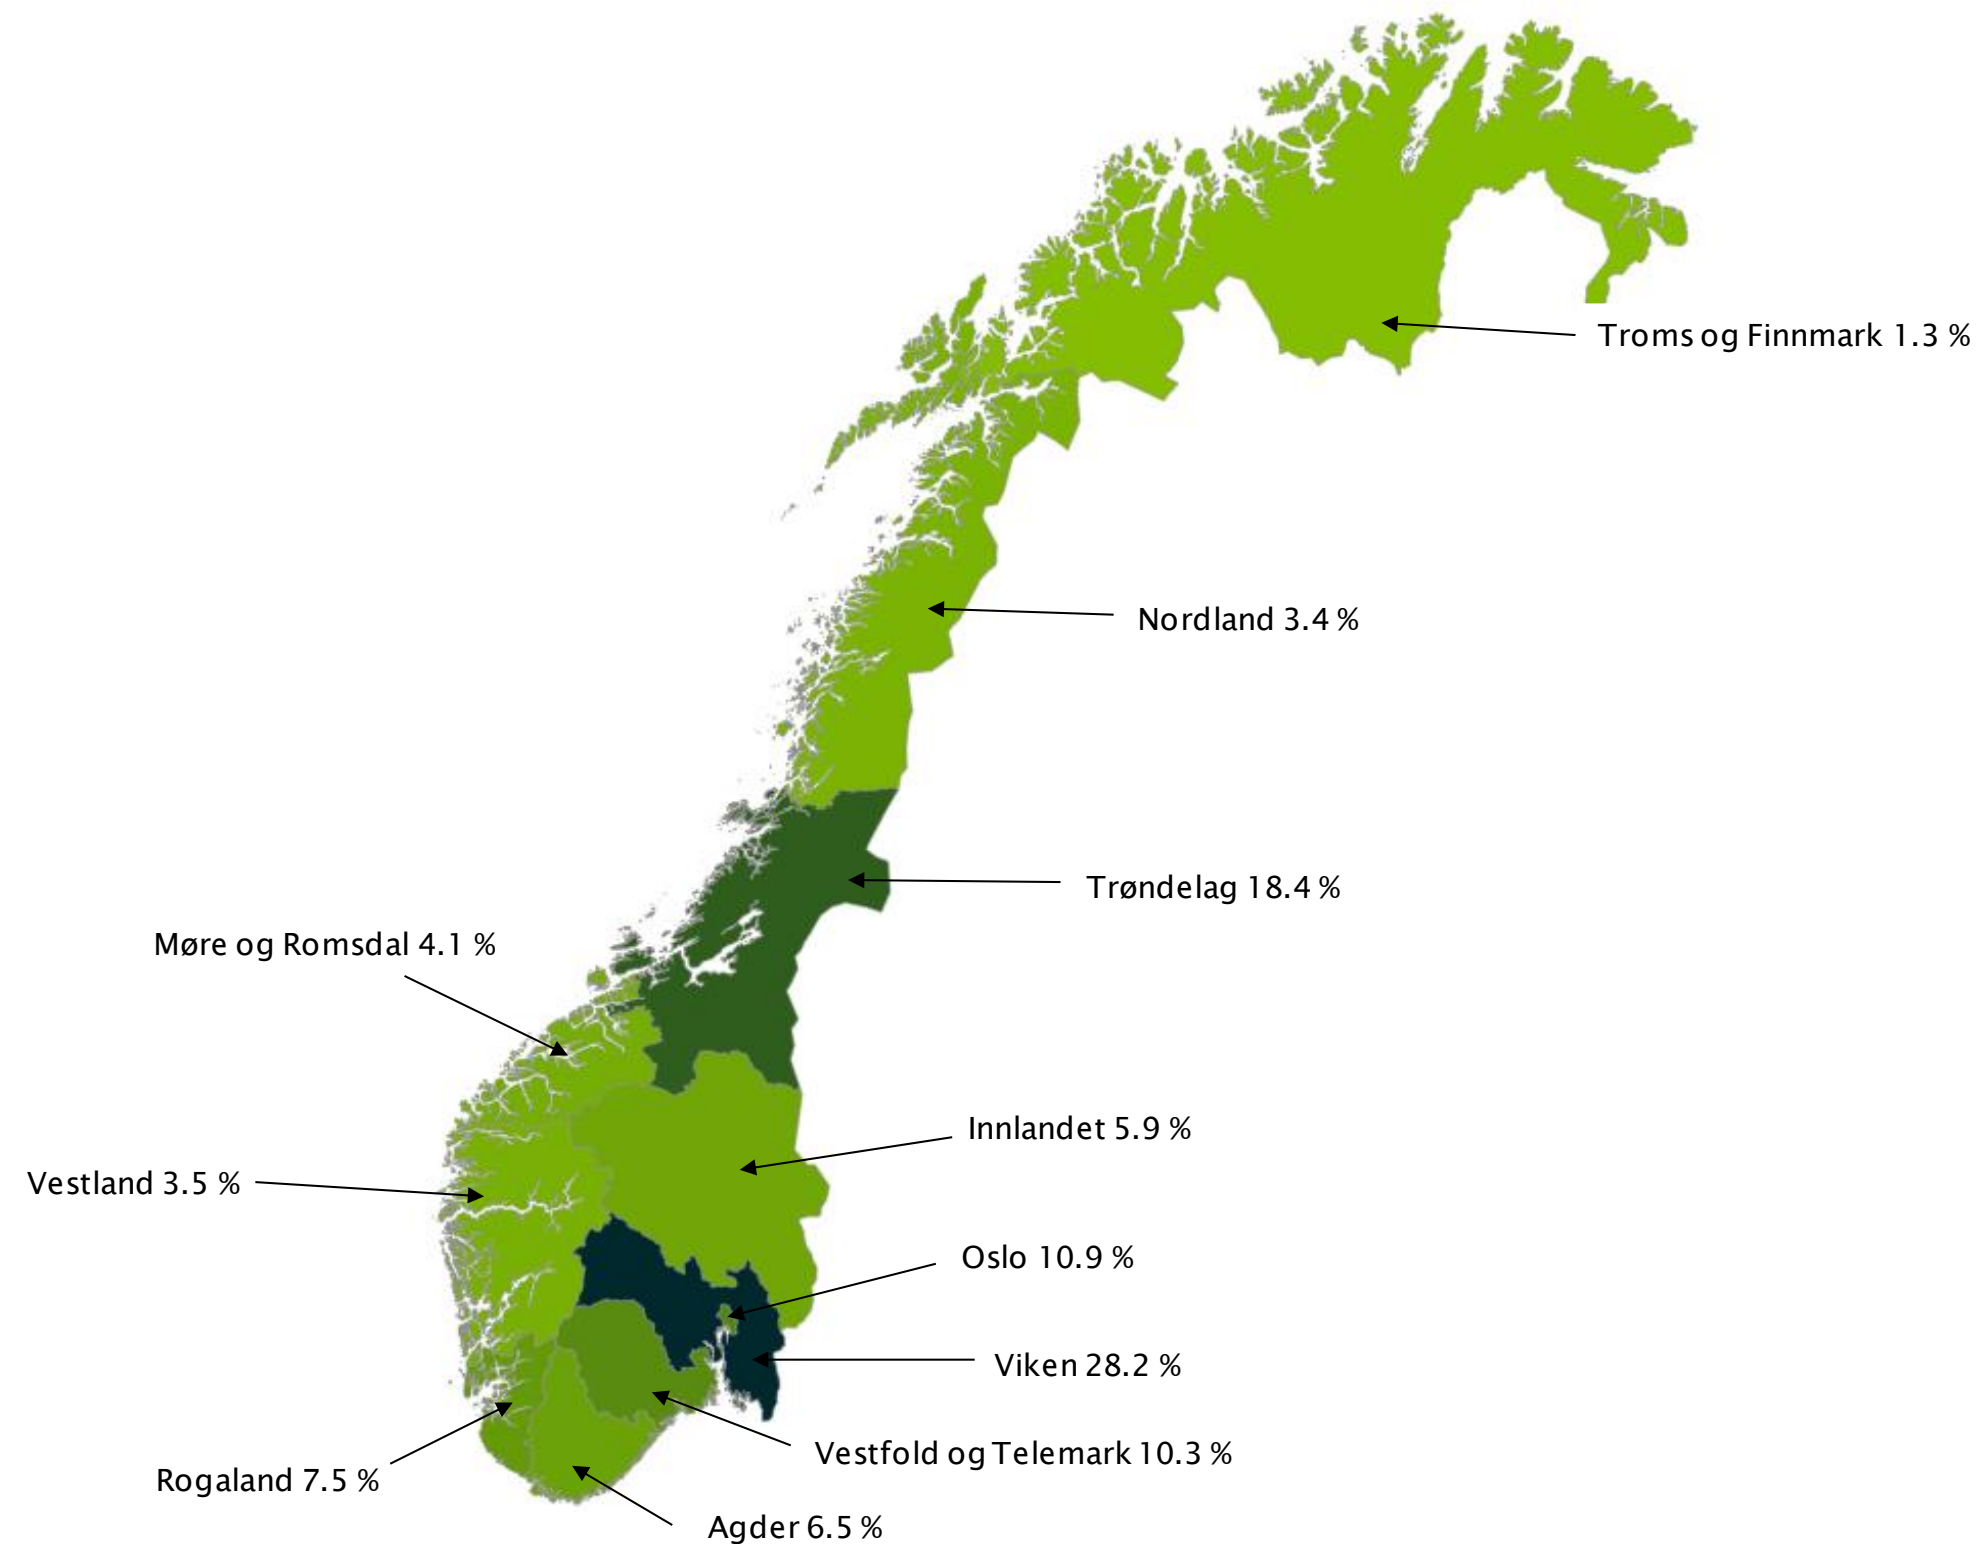 Troms og Finnmark 1.3 %
Nordland 3.4 %
Trøndelag 18.4 %
Møre og Romsdal 4.1 %
Innlandet 5.9 %
Vestland 3.5 %
Oslo 10.9 %
Viken 28.2 %
Vestfold og Telemark 10.3 %
Rogaland 7.5 %
Agder 6.5 %